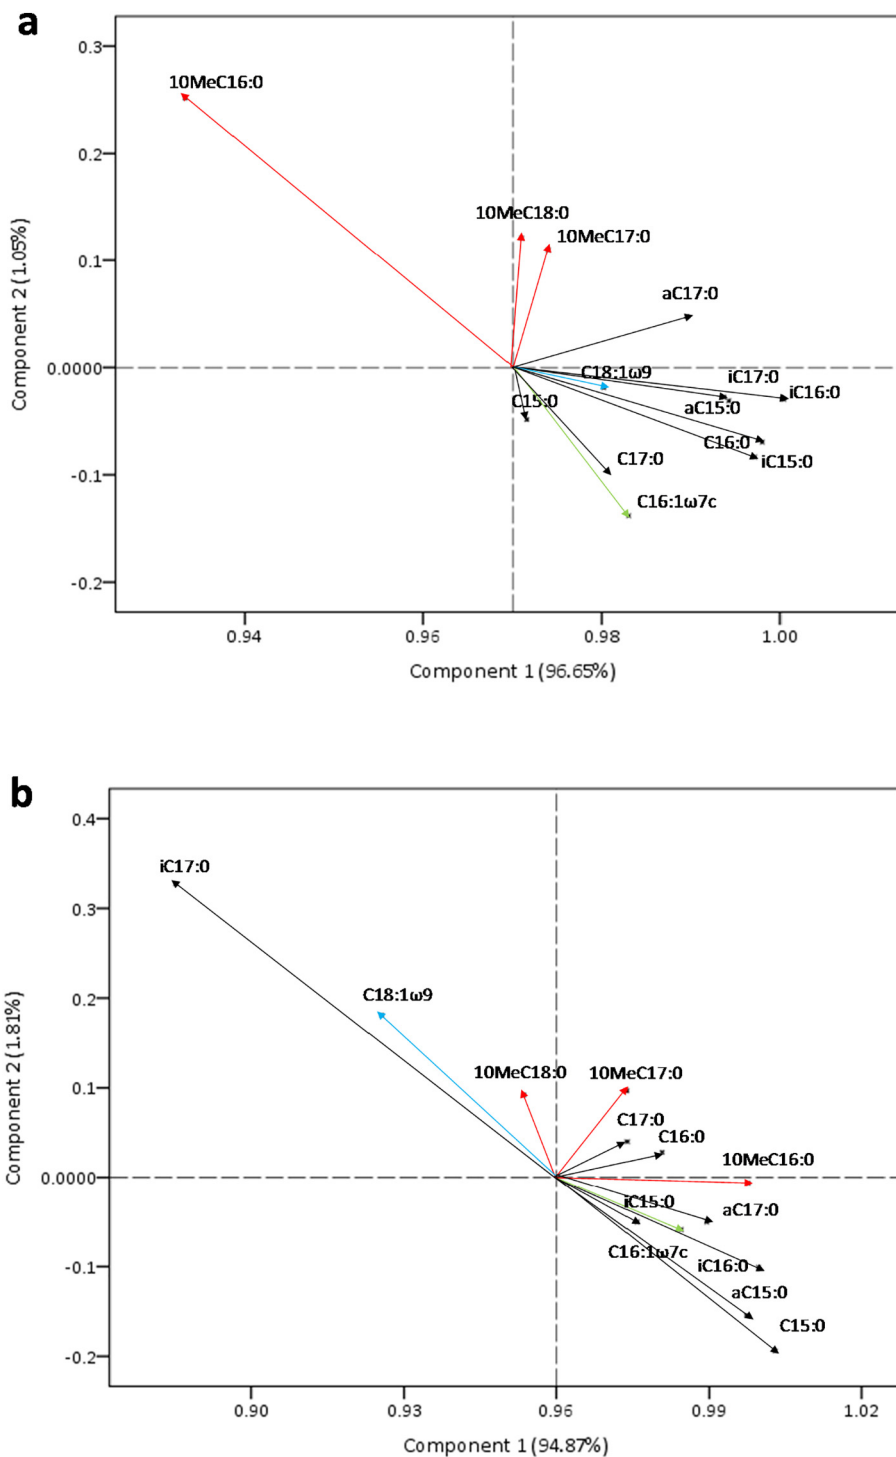 a
0.3
10MeC16:0
0.2
10MeC18:0
10MeC17:0
0.1
aC17:0
Component 2 (1.05%)
0.0000
C18:1ω9
iC17:0
iC16:0
C15:0
aC15:0
C16:0
iC15:0
C17:0
-0.1
C16:1ω7c
-0.2
0.94 0.96 0.98 1.00
Component 1 (96.65%)
b
0.4
iC17:0
0.3
C18:1ω9
0.2
10MeC18:0
10MeC17:0
0.1
C17:0
C16:0
Component 2 (1.81%)
10MeC16:0
0.0000
iC15:0
aC17:0
C16:1ω7c
iC16:0
-0.1
aC15:0
C15:0
-0.2
0.90 0.93 0.96 0.99 1.02
Component 1 (94.87%)